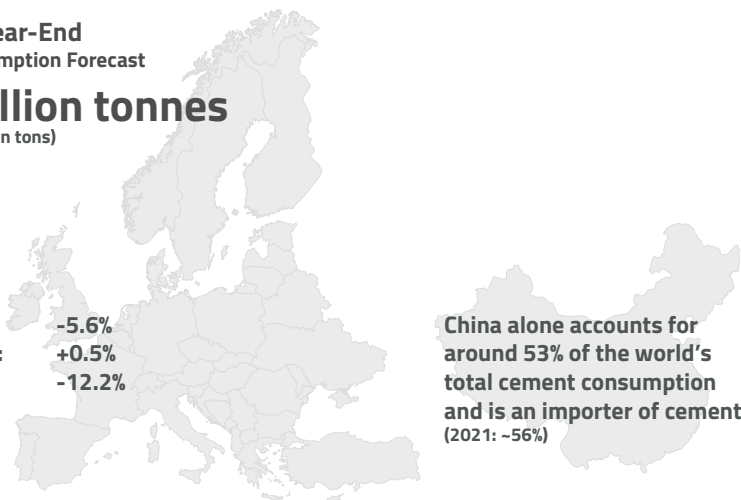 ear-End
mption Forecast
llion tonnes
n tons)
-5.6%
: +0.5%
-12.2%
China alone accounts for
around 53% of the world's
total cement consumption
and is an importer of cement
(2021: ~56%)